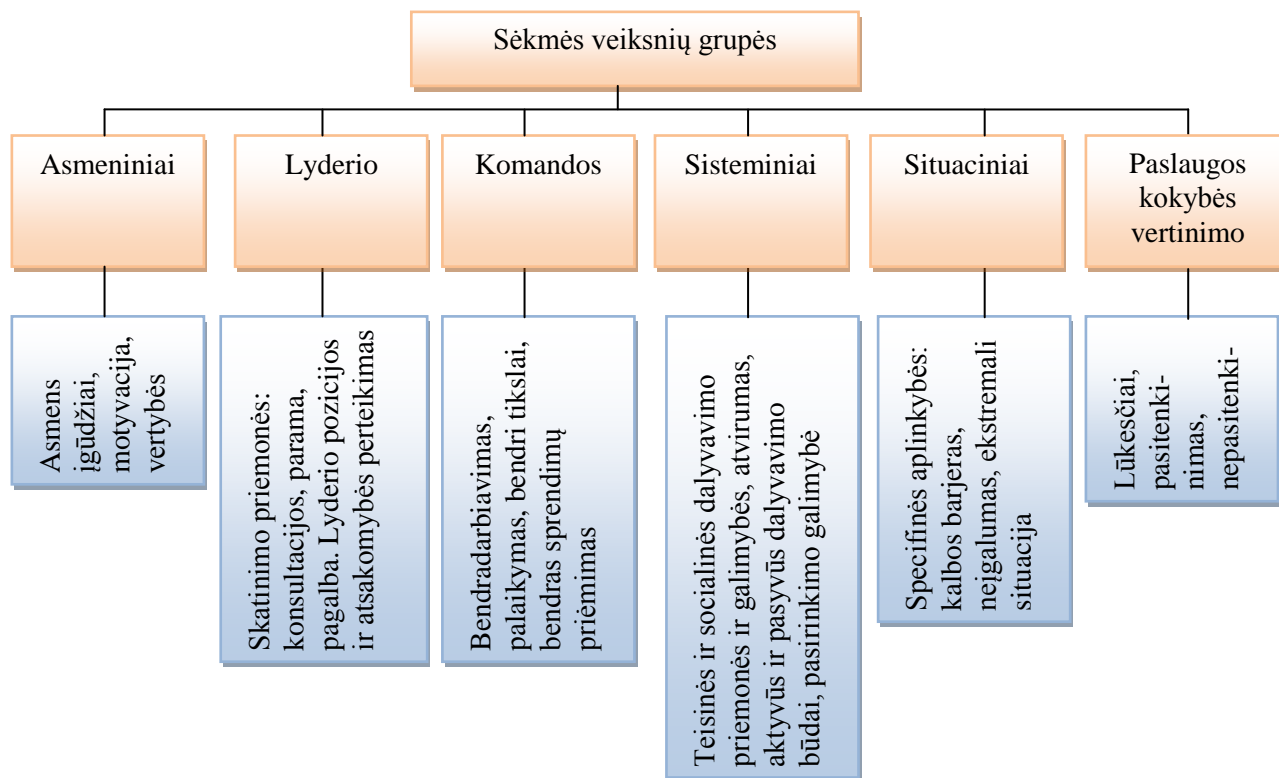 Sėkmės veiksnių grupės
Asmeniniai
Lyderio
Komandos
Sisteminiai
Situaciniai
Paslaugos
kokybės
vertinimo
Asmens
įgūdžiai,
motyvacija,
vertybės
Skatinimo priemonės:
konsultacijos, parama,
pagalba. Lyderio pozicijos
ir atsakomybės perteikimas
Bendradarbiavimas,
palaikymas, bendri tikslai,
bendras sprendimų
priėmimas
Teisinės ir socialinės dalyvavimo
priemonės ir galimybės, atvirumas,
aktyvūs ir pasyvūs dalyvavimo
būdai, pasirinkimo galimybė
Specifinės aplinkybės:
kalbos barjeras,
neįgalumas, ekstremali
situacija
Lūkesčiai,
pasitenki-
nimas,
nepasitenki-